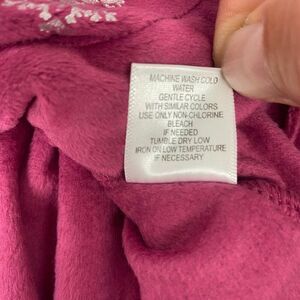 MACHINE WASH COLD
WATER
GENTLE CYCLE
WITH SIMILAR COLORS
USE ONLY NON-CHLORINE
BLEACH
IF NEEDED
TUMBLE DRY LOW
IRON ON LOW TEMPERATURE
IF NECESSARY